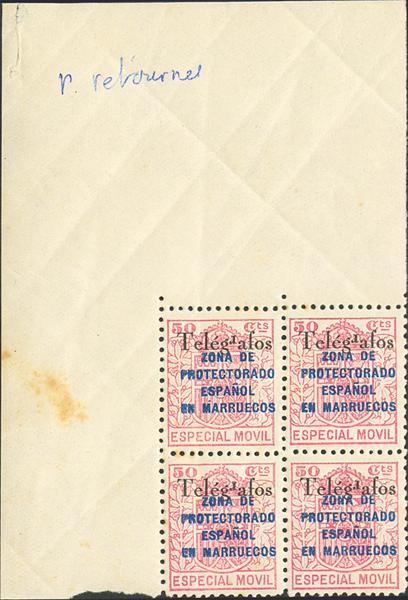 r. retourner
50 Cts 50 Cts
Telégrafos Telégrafos
ZONA DE ZONA DE
PROTECTORADO PROTECTORADO
ESPAÑOL ESPAÑOL
EN MARRUECOS EN MARRUECOS
ESPECIAL MOVIL ESPECIAL MOVIL
50 Cts 50 Cts
Telégrafos Telégrafos
ZONA DE ZONA DE
PROTECTORADO PROTECTORADO
ESPAÑOL ESPAÑOL
EN MARRUECOS EN MARRUECOS
ESPECIAL MOVIL ESPECIAL MOVIL